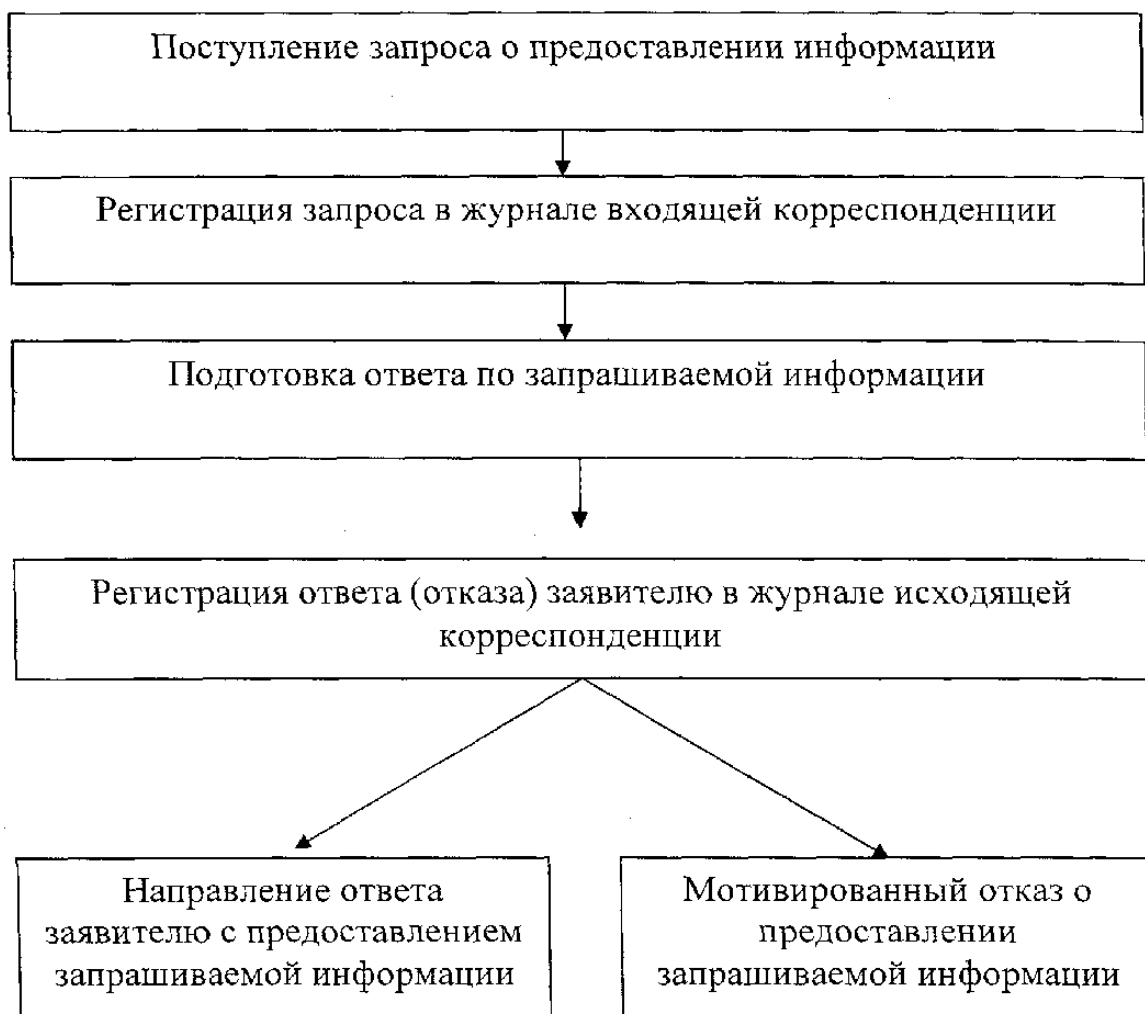 Поступление запроса о предоставлении информации
Регистрация запроса в журнале входящей корреспонденции
Подготовка ответа по запрашиваемой информации
Регистрация ответа (отказа) заявителю в журнале исходящей
корреспонденции
Направление ответа
заявителю с предоставлением
запрашиваемой информации
Мотивированный отказ о
предоставлении
запрашиваемой информации